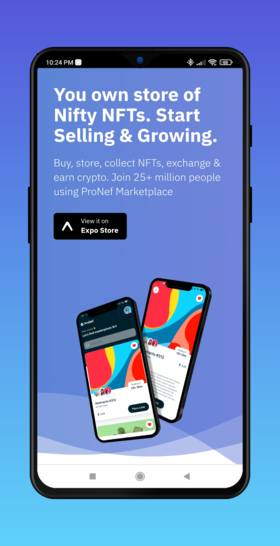 10:24 PM
You own store of
Nifty NFTs. Start
Selling & Growing.
Buy, store, collect NFTs, exchange &
earn crypto. Join 25+ million people
using ProNef Marketplace
View it on
Expo Store